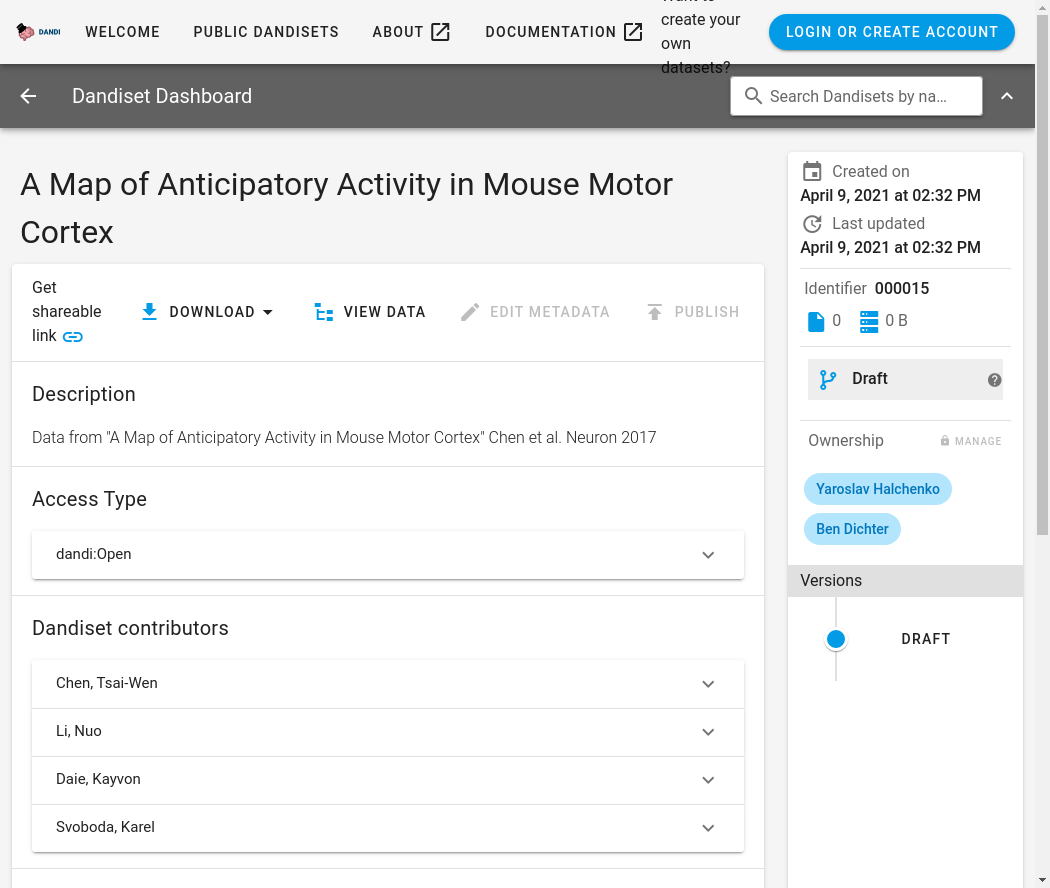 DANDI
WELCOME
PUBLIC DANDISETS
ABOUT
DOCUMENTATION
create your
own
datasets?
LOGIN OR CREATE ACCOUNT
Dandiset Dashboard
Search Dandisets by na…
A Map of Anticipatory Activity in Mouse Motor
Cortex
Get
shareable
link
DOWNLOAD
VIEW DATA
EDIT METADATA
PUBLISH
Description
Data from "A Map of Anticipatory Activity in Mouse Motor Cortex" Chen et al. Neuron 2017
Access Type
dandi:Open
Dandiset contributors
Chen, Tsai-Wen
Li, Nuo
Daie, Kayvon
Svoboda, Karel
Created on
April 9, 2021 at 02:32 PM
Last updated
April 9, 2021 at 02:32 PM
Identifier 000015
0
0 B
Draft
Ownership
MANAGE
Yaroslav Halchenko
Ben Dichter
Versions
DRAFT